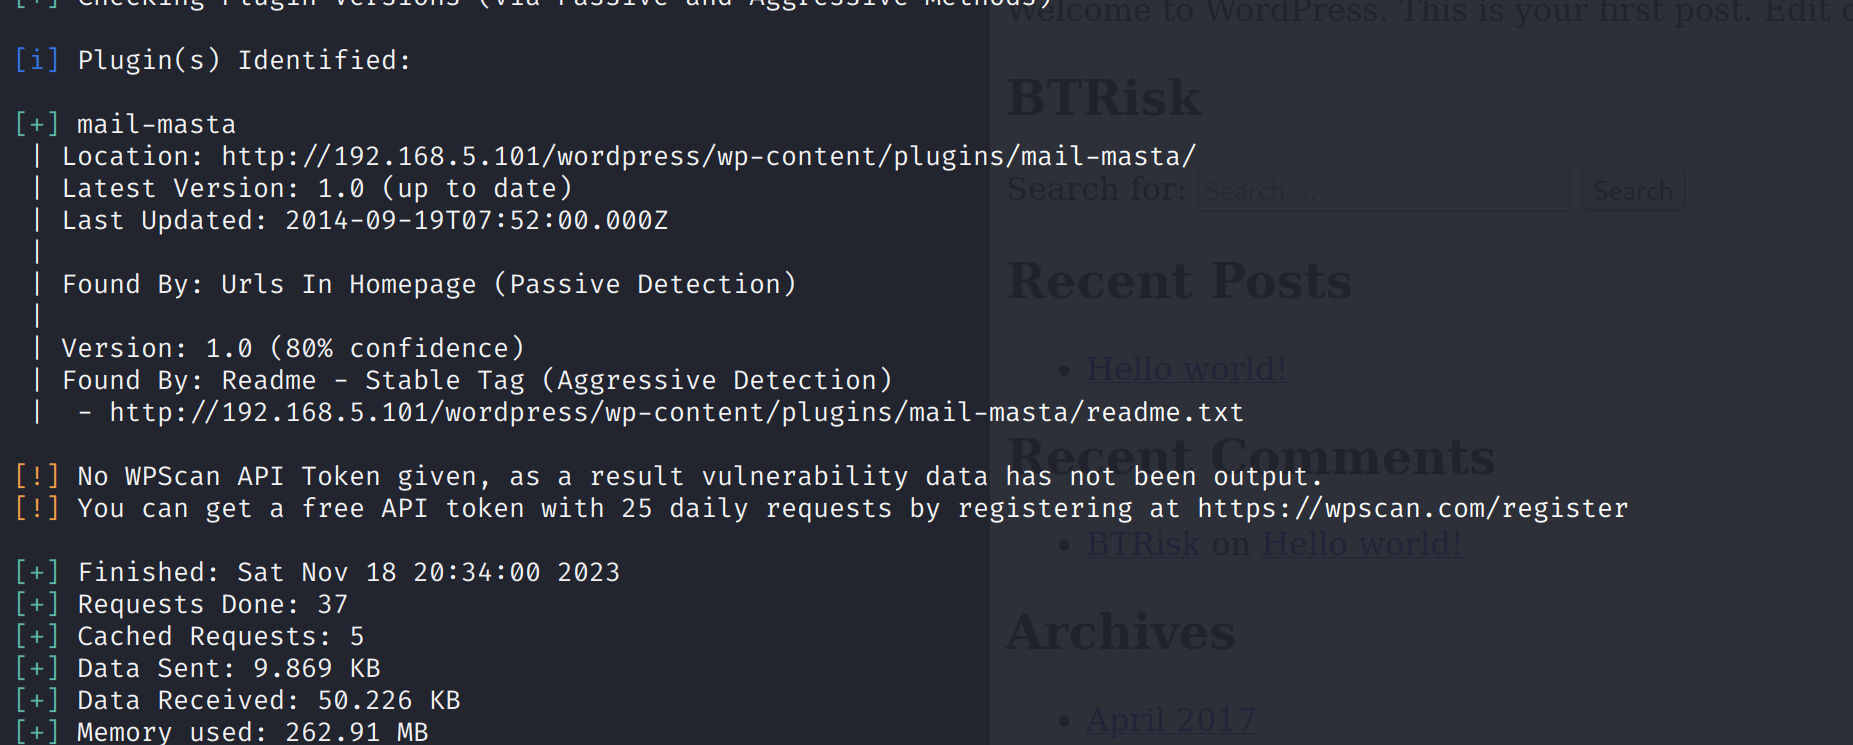 [+] Checking Plugin Versions (via Passive and Aggressive Methods)
[i] Plugin(s) Identified:
[+] mail-masta
| Location: http://192.168.5.101/wordpress/wp-content/plugins/mail-masta/
| Latest Version: 1.0 (up to date)
| Last Updated: 2014-09-19T07:52:00.000Z
|
| Found By: Urls In Homepage (Passive Detection)
|
| Version: 1.0 (80% confidence)
| Found By: Readme - Stable Tag (Aggressive Detection)
|  - http://192.168.5.101/wordpress/wp-content/plugins/mail-masta/readme.txt
[!] No WPScan API Token given, as a result vulnerability data has not been output.
[!] You can get a free API token with 25 daily requests by registering at https://wpscan.com/register
[+] Finished: Sat Nov 18 20:34:00 2023
[+] Requests Done: 37
[+] Cached Requests: 5
[+] Data Sent: 9.869 KB
[+] Data Received: 50.226 KB
[+] Memory used: 262.91 MB
Welcome to WordPress. This is your first post. Edit
BTRisk
Search for: Search ... Search
Recent Posts
• Hello world!
Recent Comments
• BTRisk on Hello world!
Archives
• April 2017